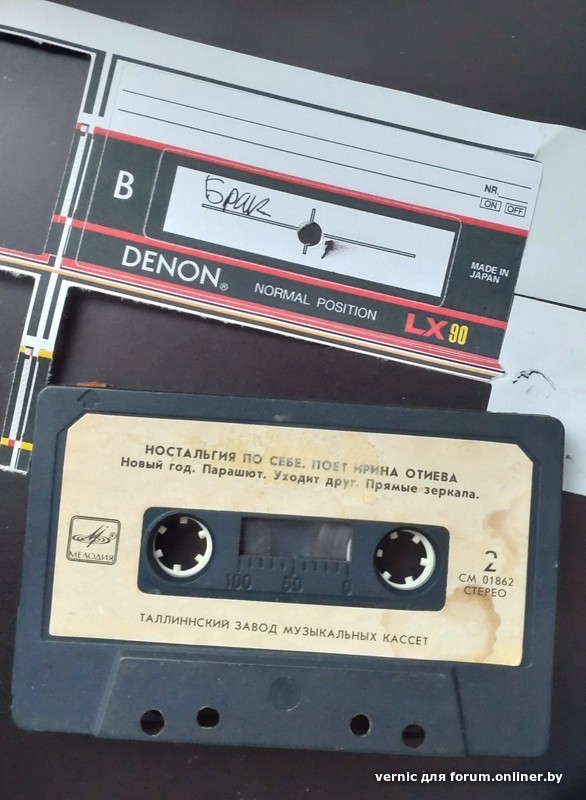 NR.
ON OFF
B
Брак
MADE IN
JAPAN
DENON®
NORMAL POSITION
LX 90
НОСТАЛЬГИЯ ПО СЕБЕ. ПОЕТ ИРИНА ОТИЕВА
Новый год. Парашют. Уходит друг. Прямые зеркала.
МЕЛОДИЯ
100 50 0
2
СМ 01862
СТЕРЕО
ТАЛЛИННСКИЙ ЗАВОД МУЗЫКАЛЬНЫХ КАССЕТ
vernic для forum.onliner.by